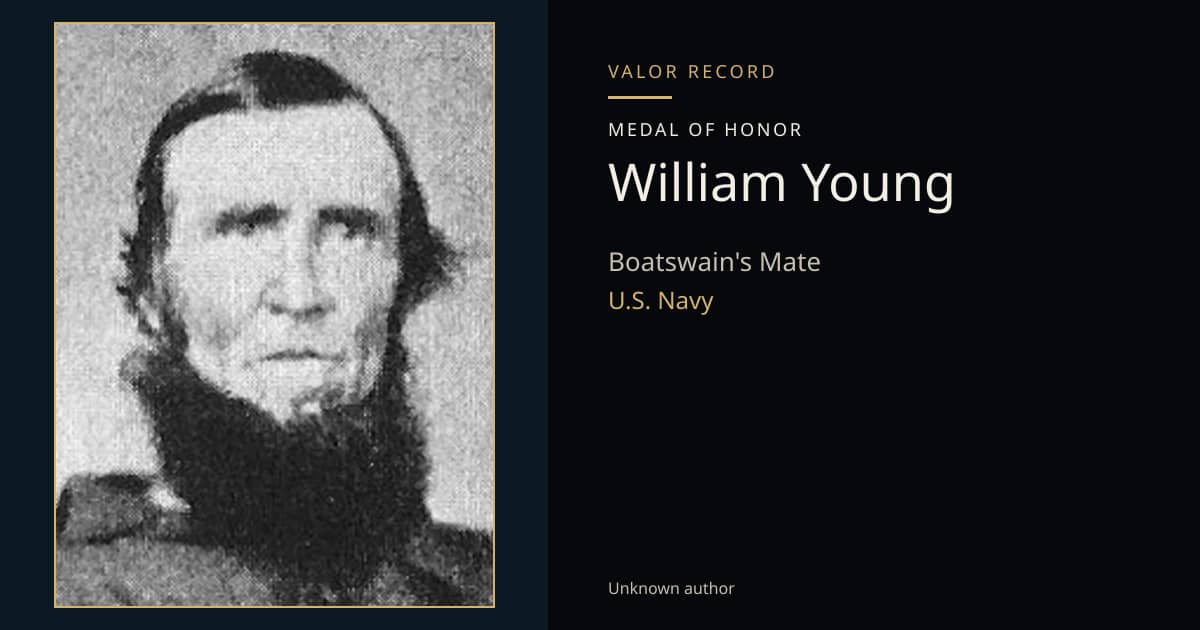 VALOR RECORD
MEDAL OF HONOR
William Young
Boatswain's Mate
U.S. Navy
Unknown author